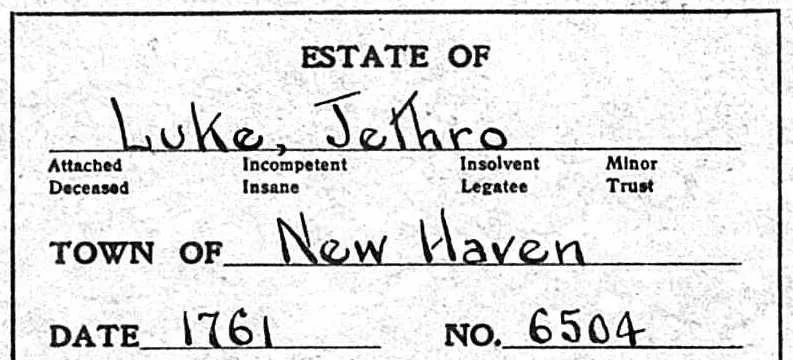 ESTATE OF
Luke, Jethro
Attached Incompetent Insolvent Minor
Deceased Insane Legatee Trust
TOWN OF New Haven
DATE 1761 NO. 6504